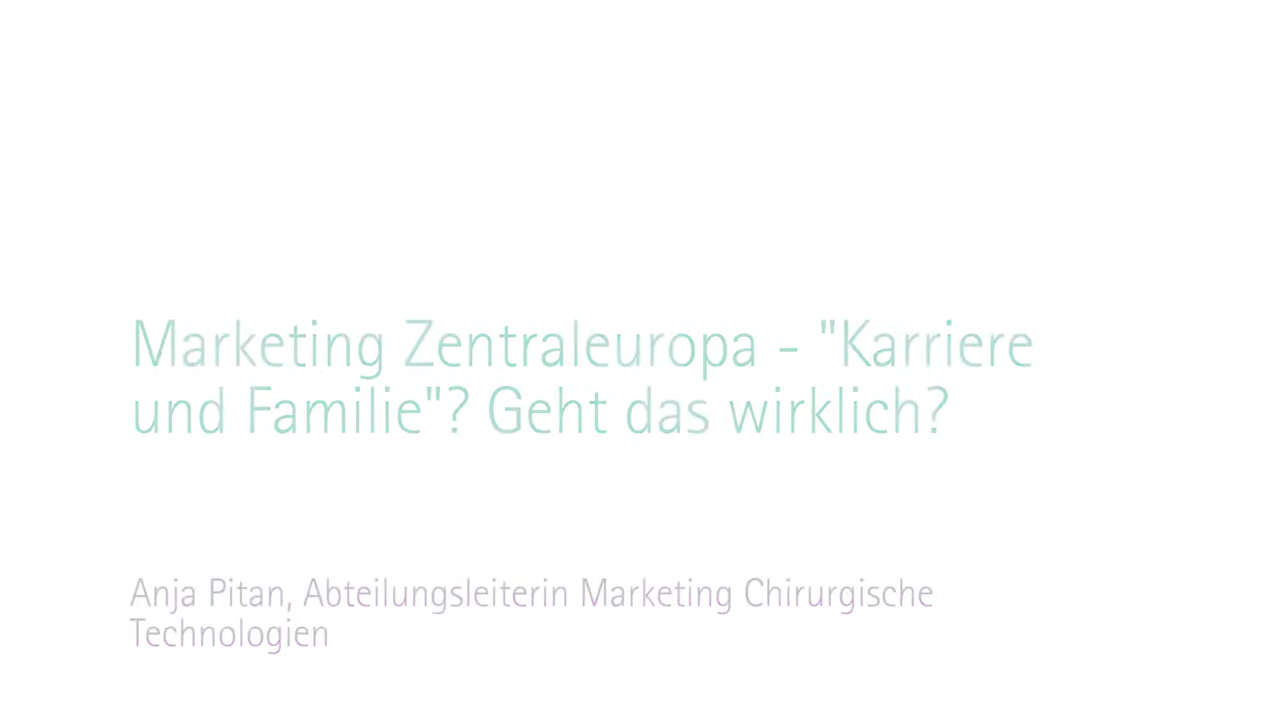 Marketing Zentraleuropa - "Karriere
und Familie"? Geht das wirklich?
Anja Pitan, Abteilungsleiterin Marketing Chirurgische
Technologien